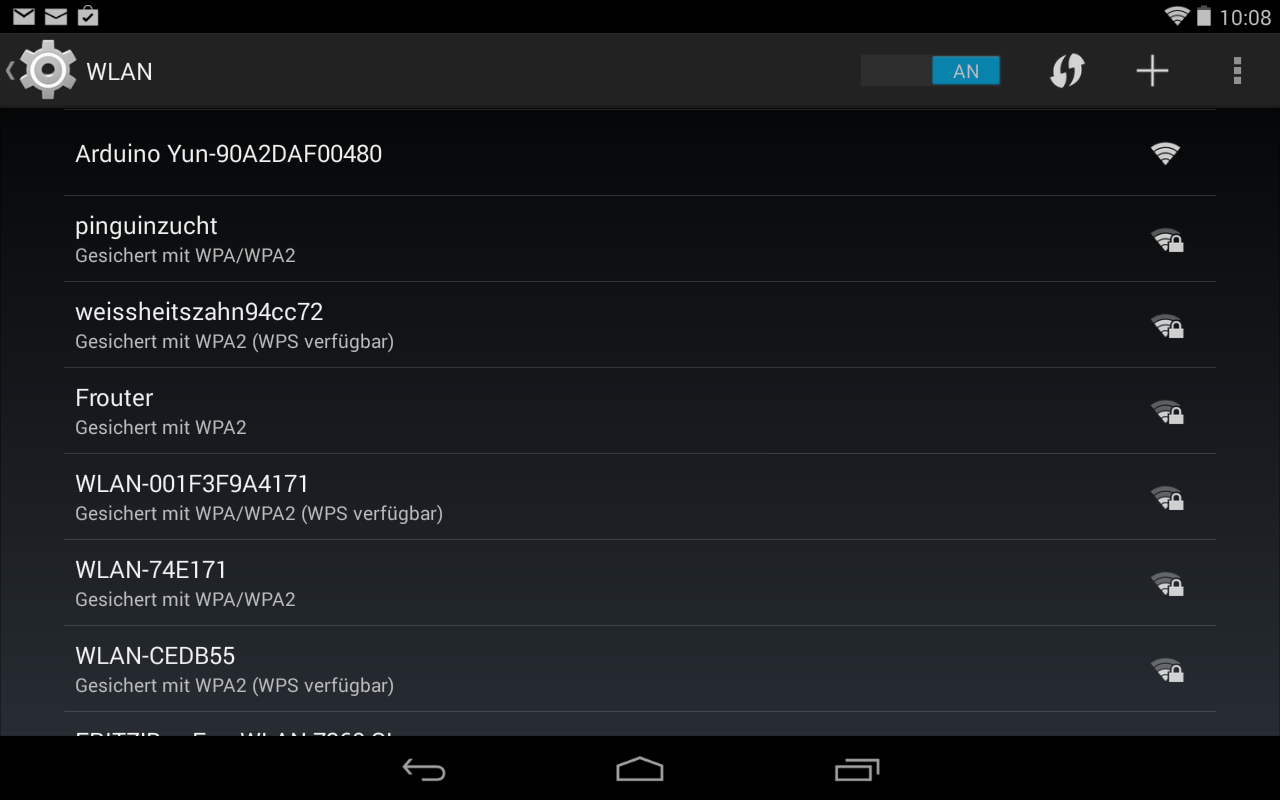 10:08
WLAN
AN
Arduino Yun-90A2DAF00480
pinguinzucht
Gesichert mit WPA/WPA2
weissheitszahn94cc72
Gesichert mit WPA2 (WPS verfügbar)
Frouter
Gesichert mit WPA2
WLAN-001F3F9A4171
Gesichert mit WPA/WPA2 (WPS verfügbar)
WLAN-74E171
Gesichert mit WPA/WPA2
WLAN-CEDB55
Gesichert mit WPA2 (WPS verfügbar)
WLAN